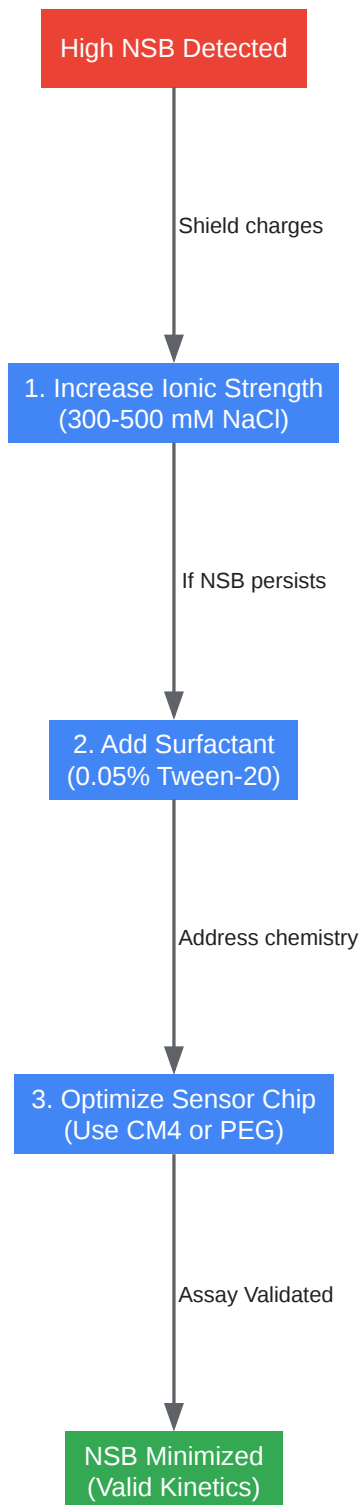 High NSB Detected
Shield charges
1. Increase Ionic Strength
(300-500 mM NaCl)
If NSB persists
2. Add Surfactant
(0.05% Tween-20)
Address chemistry
3. Optimize Sensor Chip
(Use CM4 or PEG)
Assay Validated
NSB Minimized
(Valid Kinetics)